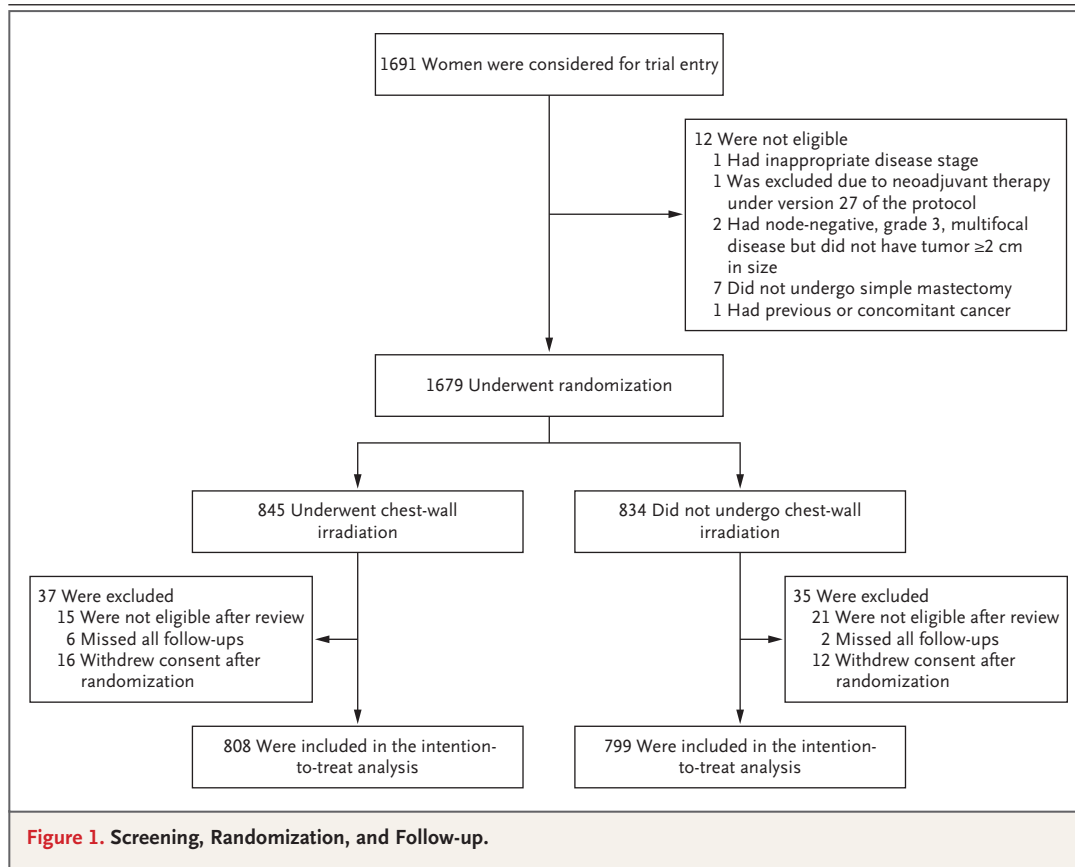 1691 Women were considered for trial entry
12 Were not eligible
1 Had inappropriate disease stage
1 Was excluded due to neoadjuvant therapy
under version 27 of the protocol
2 Had node-negative, grade 3, multifocal
disease but did not have tumor ≥2 cm
in size
7 Did not undergo simple mastectomy
1 Had previous or concomitant cancer
1679 Underwent randomization
845 Underwent chest-wall
irradiation
834 Did not undergo chest-wall
irradiation
37 Were excluded
15 Were not eligible after review
6 Missed all follow-ups
16 Withdrew consent after
randomization
35 Were excluded
21 Were not eligible after review
2 Missed all follow-ups
12 Withdrew consent after
randomization
808 Were included in the intention-
to-treat analysis
799 Were included in the intention-
to-treat analysis
Figure 1. Screening, Randomization, and Follow-up.